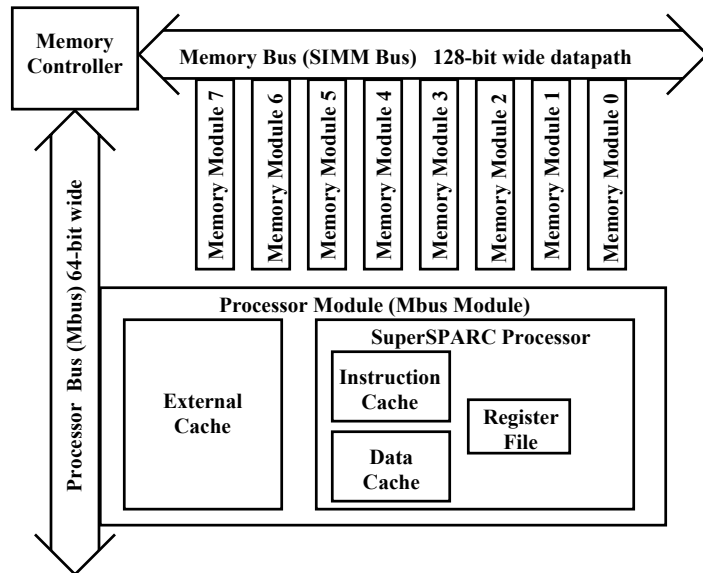 Memory
Controller
Memory Bus (SIMM Bus) 128-bit wide datapath
Memory Module 7
Memory Module 6
Memory Module 5
Memory Module 4
Memory Module 3
Memory Module 2
Memory Module 1
Memory Module 0
Processor Bus (Mbus) 64-bit wide
Processor Module (Mbus Module)
SuperSPARC Processor
External
Cache
Instruction
Cache
Data
Cache
Register
File